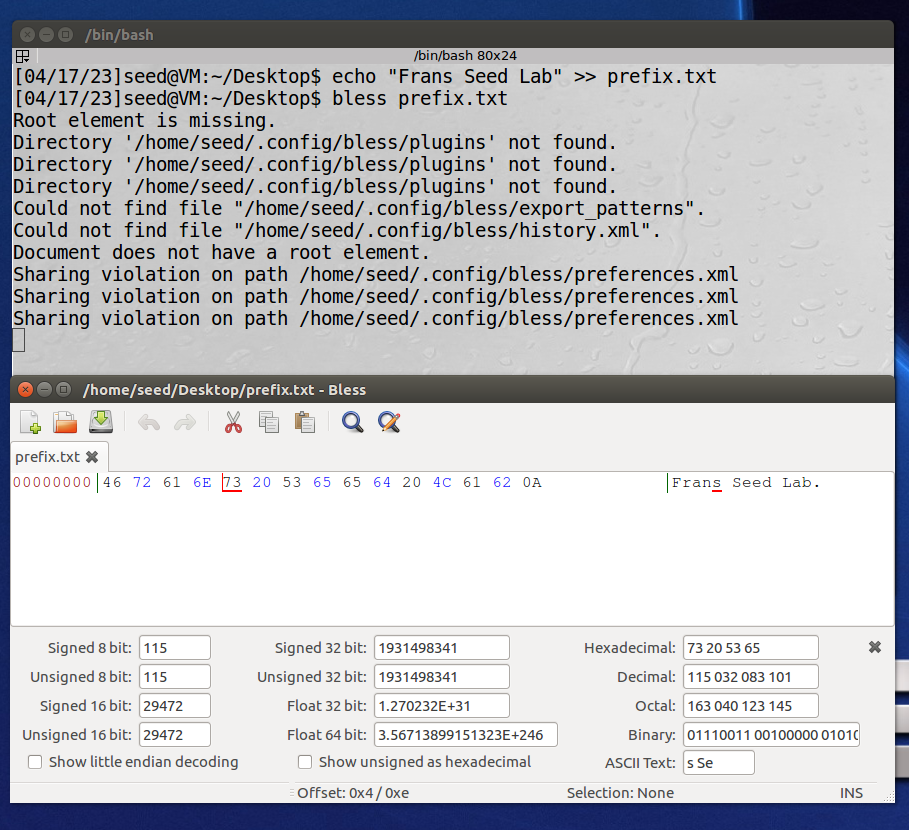 /bin/bash
/bin/bash 80x24
[04/17/23]seed@VM:~/Desktop$ echo "Frans Seed Lab" >> prefix.txt
[04/17/23]seed@VM:~/Desktop$ bless prefix.txt
Root element is missing.
Directory '/home/seed/.config/bless/plugins' not found.
Directory '/home/seed/.config/bless/plugins' not found.
Directory '/home/seed/.config/bless/plugins' not found.
Could not find file "/home/seed/.config/bless/export_patterns".
Could not find file "/home/seed/.config/bless/history.xml".
Document does not have a root element.
Sharing violation on path /home/seed/.config/bless/preferences.xml
Sharing violation on path /home/seed/.config/bless/preferences.xml
Sharing violation on path /home/seed/.config/bless/preferences.xml
/home/seed/Desktop/prefix.txt - Bless
prefix.txt
00000000 46 72 61 6E 73 20 53 65 65 64 20 4C 61 62 0A Frans Seed Lab.
Signed 8 bit: 115 Signed 32 bit: 1931498341 Hexadecimal: 73 20 53 65
Unsigned 8 bit: 115 Unsigned 32 bit: 1931498341 Decimal: 115 032 083 101
Signed 16 bit: 29472 Float 32 bit: 1.270232E+31 Octal: 163 040 123 145
Unsigned 16 bit: 29472 Float 64 bit: 3.56713899151323E+246 Binary: 01110011 00100000 01010
Show little endian decoding Show unsigned as hexadecimal ASCII Text: s Se
Offset: 0x4 / 0xe Selection: None INS